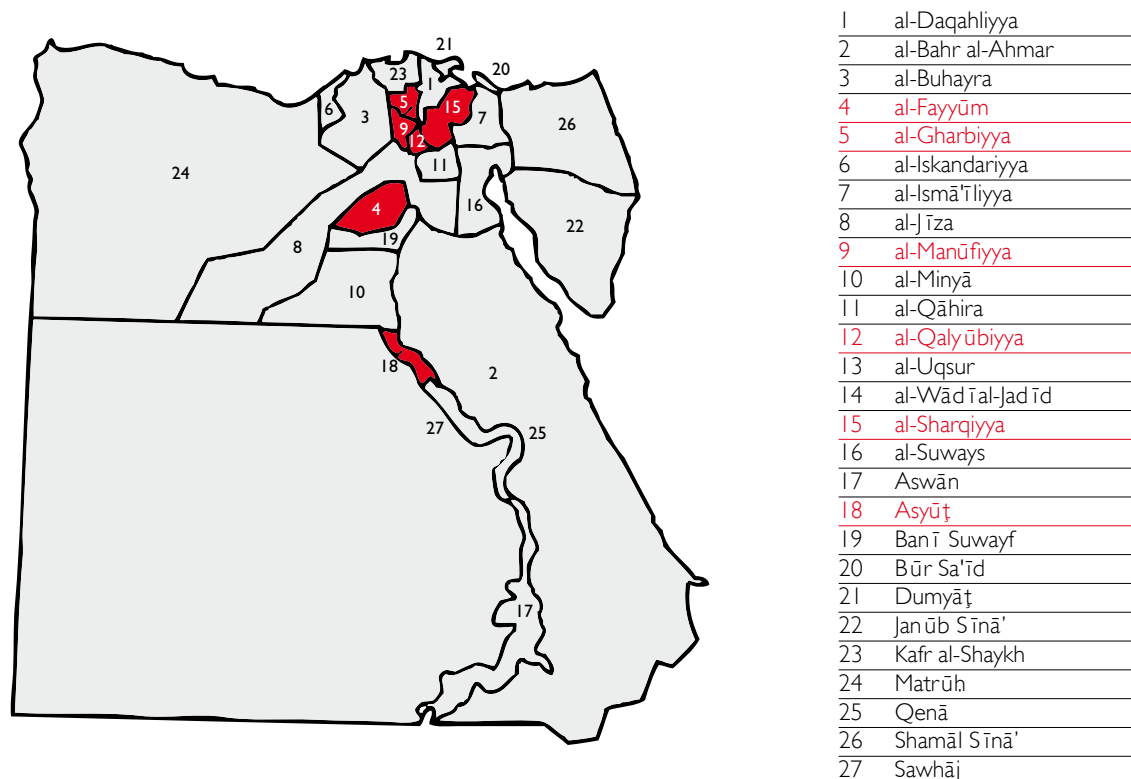 21
20
23
1
5
15
6
3
9
7
12
26
11
24
4
16
22
19
8
10
18
2
27
25
17
1 al-Daqahliyya
2 al-Bahr al-Ahmar
3 al-Buhayra
4 al-Fayyūm
5 al-Gharbiyya
6 al-Iskandariyya
7 al-Ismā'īliyya
8 al-Jīza
9 al-Manūfiyya
10 al-Minyā
11 al-Qāhira
12 al-Qalyūbiyya
13 al-Uqsur
14 al-Wādī al-Jadīd
15 al-Sharqiyya
16 al-Suways
17 Aswān
18 Asyūţ
19 Banī Suwayf
20 Būr Sa'īd
21 Dumyāţ
22 Janūb Sīnā'
23 Kafr al-Shaykh
24 Matrūḥ
25 Qenā
26 Shamāl Sīnā'
27 Sawhāj